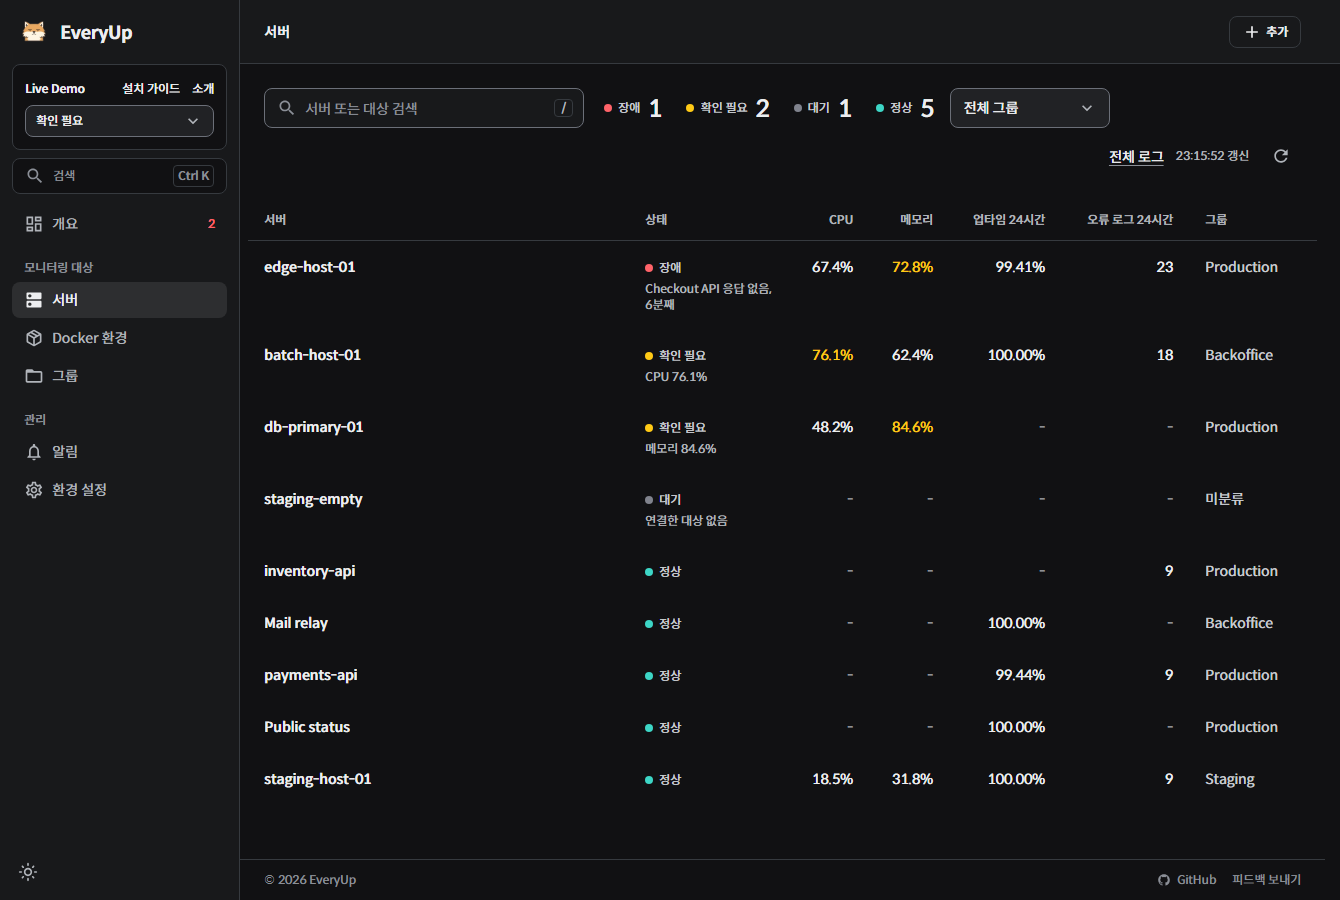 EveryUp
Live Demo 설치 가이드 소개
확인 필요
검색 Ctrl K
개요 2
모니터링 대상
서버
Docker 환경
그룹
관리
알림
환경 설정
서버
추가
서버 또는 대상 검색 /
장애 1 확인 필요 2 대기 1 정상 5 전체 그룹
전체 로그 23:15:52 갱신
서버 상태 CPU 메모리 업타임 24시간 오류 로그 24시간 그룹
edge-host-01 장애 67.4% 72.8% 99.41% 23 Production
Checkout API 응답 없음,
6분째
batch-host-01 확인 필요 76.1% 62.4% 100.00% 18 Backoffice
CPU 76.1%
db-primary-01 확인 필요 48.2% 84.6% - - Production
메모리 84.6%
staging-empty 대기 - - - - 미분류
연결한 대상 없음
inventory-api 정상 - - - 9 Production
Mail relay 정상 - - 100.00% - Backoffice
payments-api 정상 - - 99.44% 9 Production
Public status 정상 - - 100.00% - Production
staging-host-01 정상 18.5% 31.8% 100.00% 9 Staging
© 2026 EveryUp GitHub 피드백 보내기